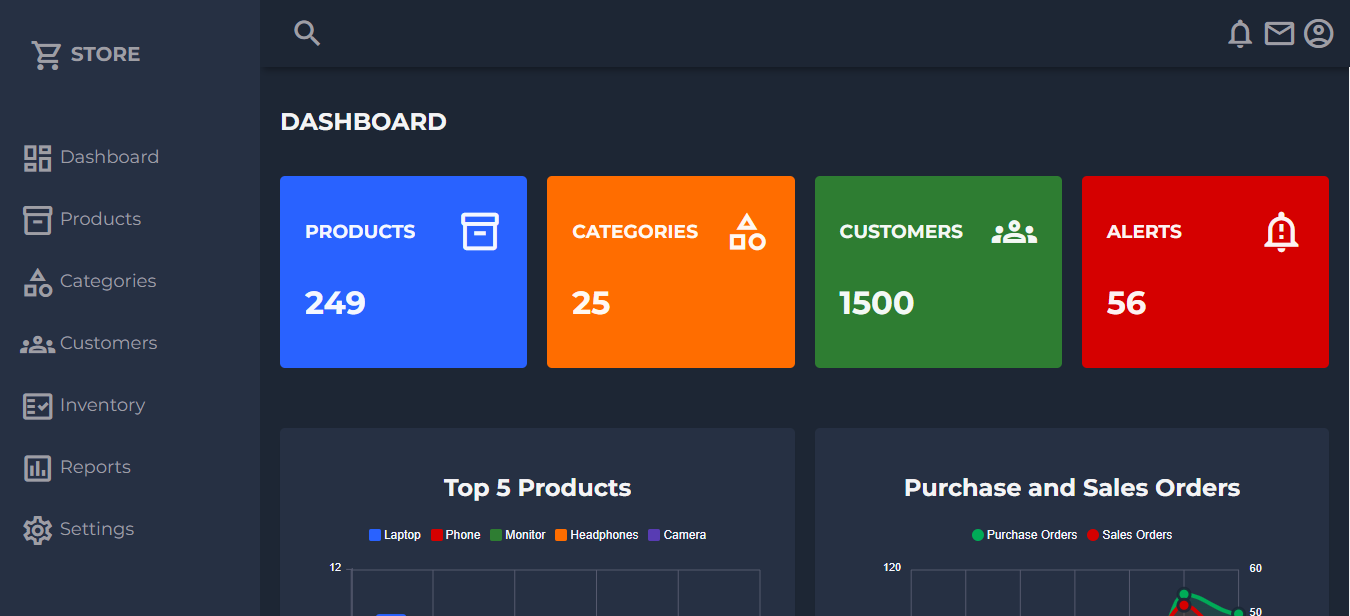 STORE
Dashboard
Products
Categories
Customers
Inventory
Reports
Settings
DASHBOARD
PRODUCTS
249
CATEGORIES
25
CUSTOMERS
1500
ALERTS
56
Top 5 Products
Laptop Phone Monitor Headphones Camera
12
Purchase and Sales Orders
Purchase Orders Sales Orders
120
60
50